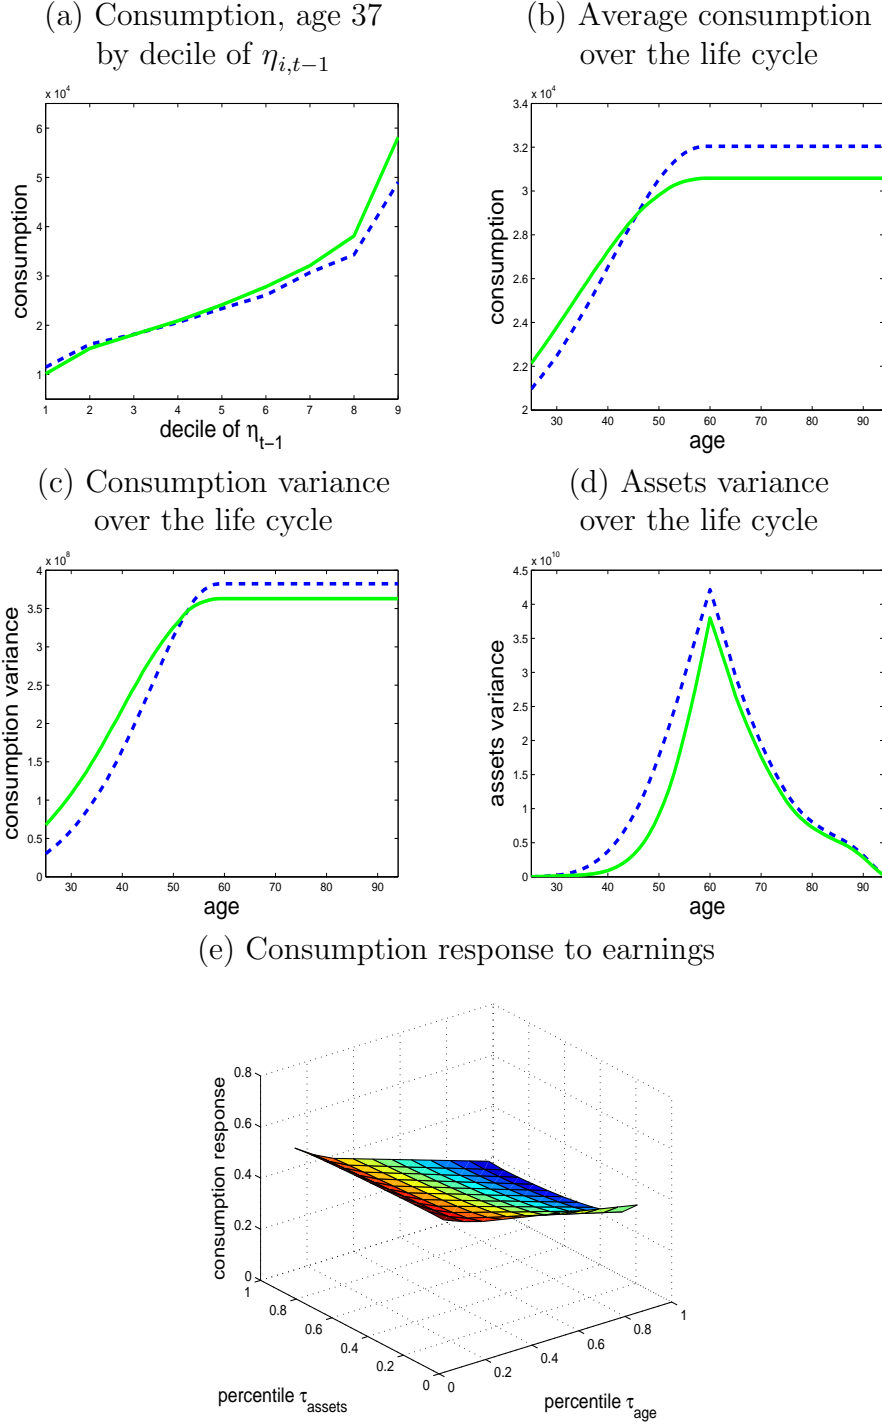 (a) Consumption, age 37
by decile of η_{i,t−1}
x 10^4
6
5
4
3
2
1
consumption
1 2 3 4 5 6 7 8 9
decile of η_{t−1}
(b) Average consumption
over the life cycle
x 10^4
3.4
3.2
3
2.8
2.6
2.4
2.2
2
consumption
30 40 50 60 70 80 90
age
(c) Consumption variance
over the life cycle
x 10^8
4
3.5
3
2.5
2
1.5
1
0.5
0
consumption variance
30 40 50 60 70 80 90
age
(d) Assets variance
over the life cycle
x 10^10
4.5
4
3.5
3
2.5
2
1.5
1
0.5
0
assets variance
30 40 50 60 70 80 90
age
(e) Consumption response to earnings
0.8
0.6
0.4
0.2
0
consumption response
1
0.8
0.6
0.4
0.2
0
percentile τ_{assets}
0
0.2
0.4
0.6
0.8
1
percentile τ_{age}